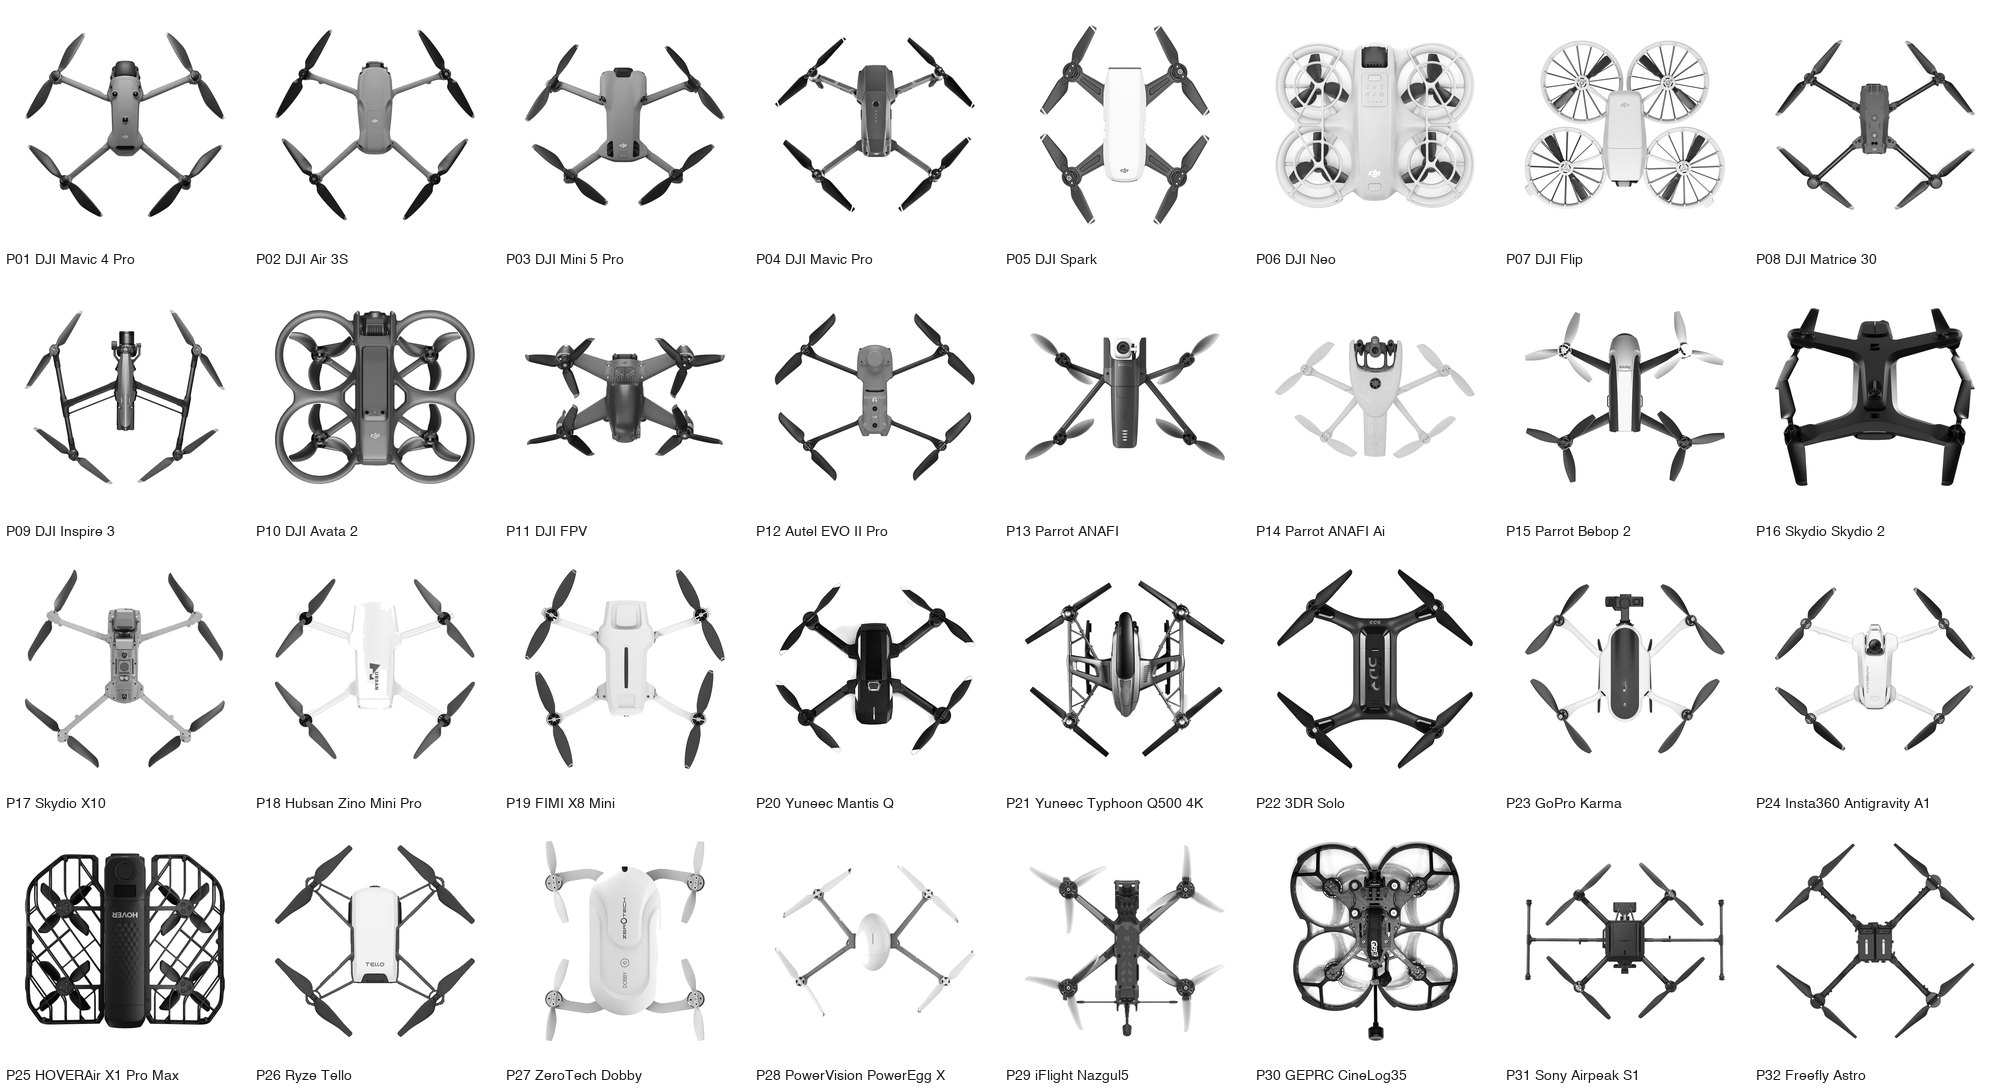 P01 DJI Mavic 4 Pro
P02 DJI Air 3S
P03 DJI Mini 5 Pro
P04 DJI Mavic Pro
P05 DJI Spark
P06 DJI Neo
P07 DJI Flip
P08 DJI Matrice 30
P09 DJI Inspire 3
P10 DJI Avata 2
P11 DJI FPV
P12 Autel EVO II Pro
P13 Parrot ANAFI
P14 Parrot ANAFI Ai
P15 Parrot Bebop 2
P16 Skydio Skydio 2
HUBSAN
P17 Skydio X10
P18 Hubsan Zino Mini Pro
P19 FIMI X8 Mini
P20 Yuneec Mantis Q
P21 Yuneec Typhoon Q500 4K
P22 3DR Solo
P23 GoPro Karma
P24 Insta360 Antigravity A1
HOVER
TELLO
ZEROTECH
DOBBY
P25 HOVERAir X1 Pro Max
P26 Ryze Tello
P27 ZeroTech Dobby
P28 PowerVision PowerEgg X
P29 iFlight Nazgul5
P30 GEPRC CineLog35
P31 Sony Airpeak S1
P32 Freefly Astro